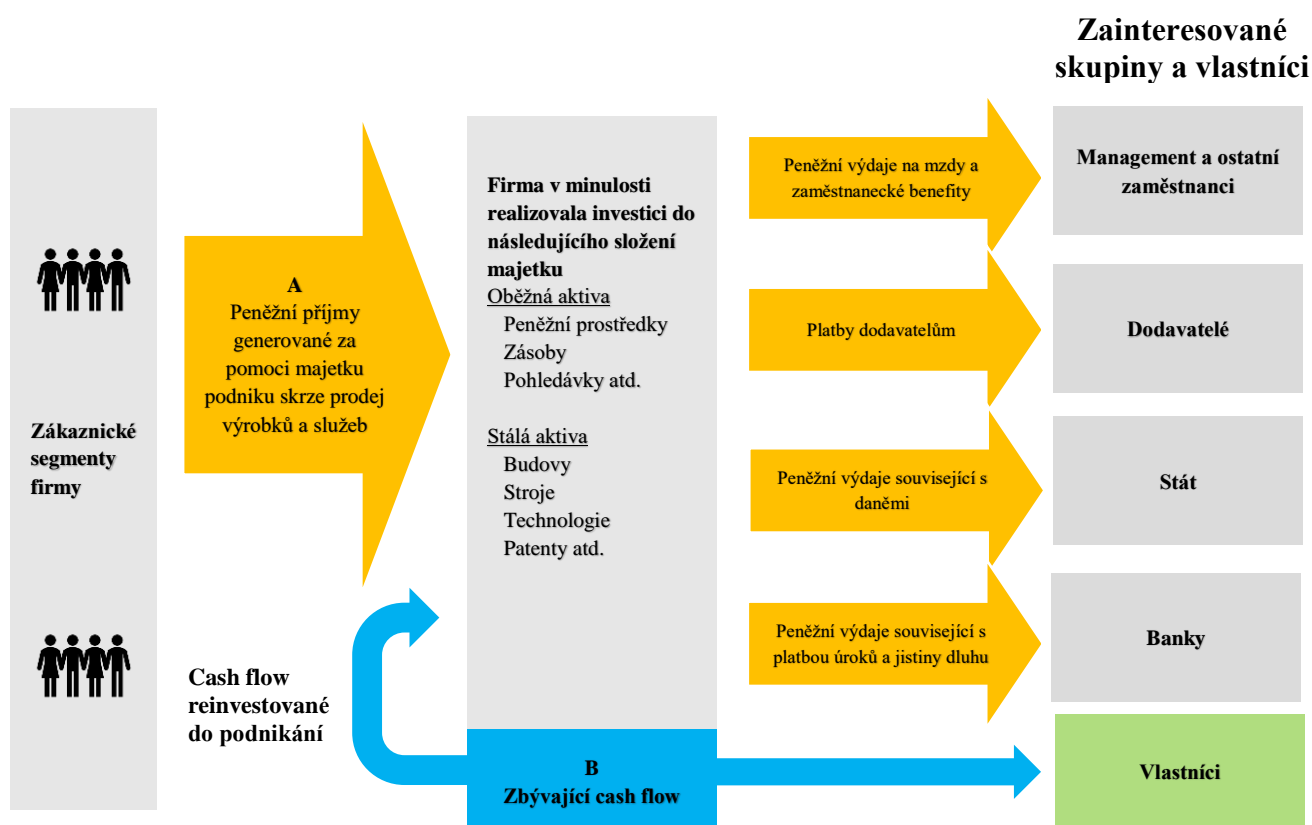 Zainteresované
skupiny a vlastníci
Zákaznické
segmenty
firmy
A
Peněžní příjmy
generované za
pomoci majetku
podniku skrze prodej
výrobků a služeb
Cash flow
reinvestované
do podnikání
Firma v minulosti
realizovala investici do
následujícího složení
majetku
Oběžná aktiva
Peněžní prostředky
Zásoby
Pohledávky atd.
Stálá aktiva
Budovy
Stroje
Technologie
Patenty atd.
B
Zbývající cash flow
Peněžní výdaje na mzdy a
zaměstnanecké benefity
Management a ostatní
zaměstnanci
Platby dodavatelům
Dodavatelé
Peněžní výdaje související s
daněmi
Stát
Peněžní výdaje související s
platbou úroků a jistiny dluhu
Banky
Vlastníci